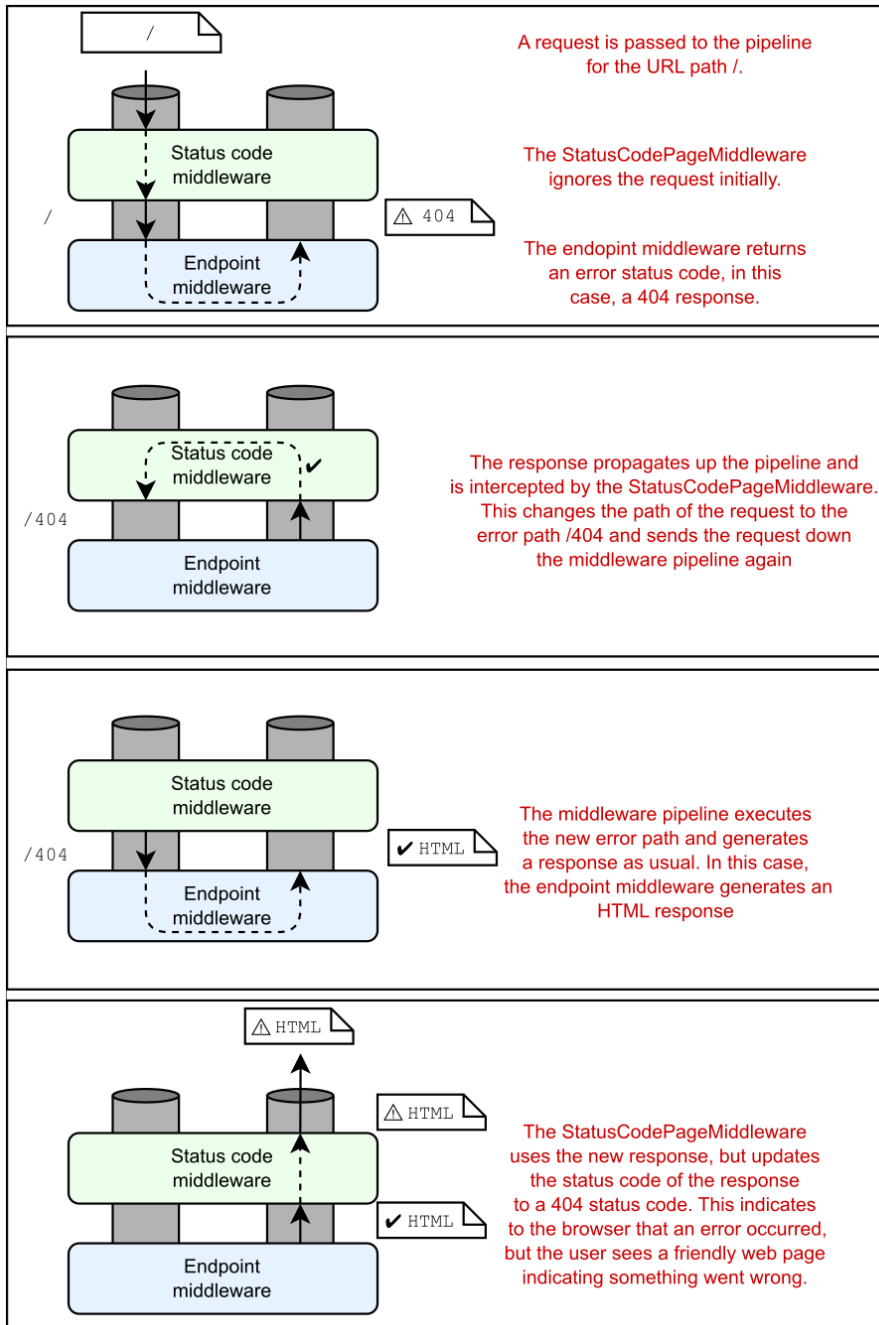 /
A request is passed to the pipeline
for the URL path /.
Status code
middleware
The StatusCodePageMiddleware
ignores the request initially.
/
⚠ 404
Endpoint
middleware
The endopint middleware returns
an error status code, in this
case, a 404 response.
Status code
middleware
✔
/404
Endpoint
middleware
The response propagates up the pipeline and
is intercepted by the StatusCodePageMiddleware.
This changes the path of the request to the
error path /404 and sends the request down
the middleware pipeline again
Status code
middleware
/404
✔ HTML
Endpoint
middleware
The middleware pipeline executes
the new error path and generates
a response as usual. In this case,
the endpoint middleware generates an
HTML response
⚠ HTML
⚠ HTML
Status code
middleware
✔ HTML
Endpoint
middleware
The StatusCodePageMiddleware
uses the new response, but updates
the status code of the response
to a 404 status code. This indicates
to the browser that an error occurred,
but the user sees a friendly web page
indicating something went wrong.